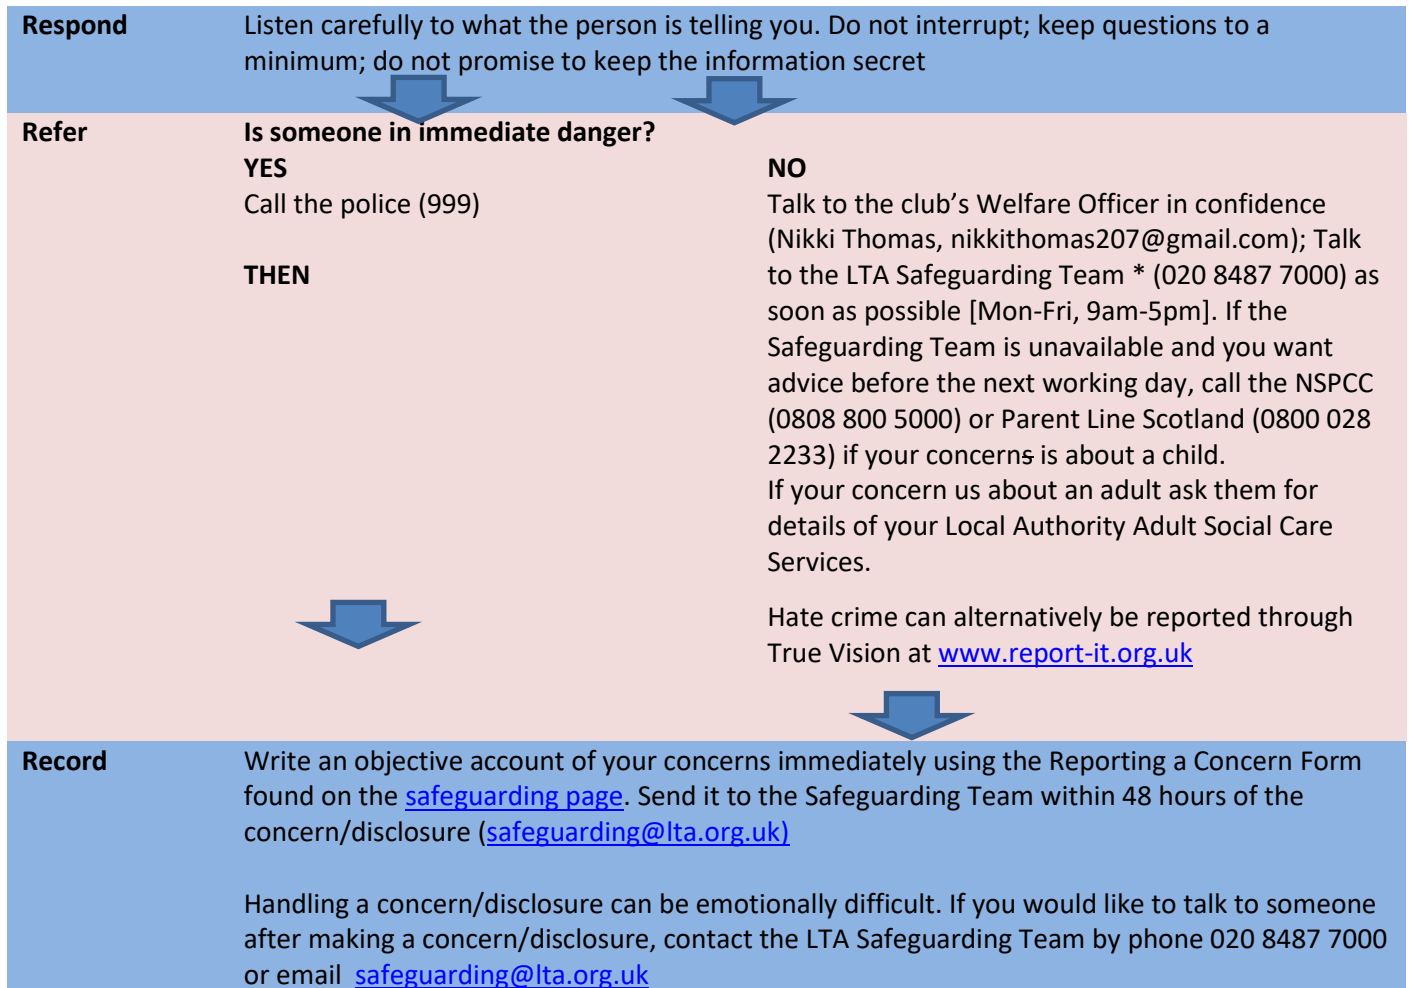 Respond
Listen carefully to what the person is telling you. Do not interrupt; keep questions to a
minimum; do not promise to keep the information secret
Refer
Is someone in immediate danger?
YES
Call the police (999)
THEN
NO
Talk to the club’s Welfare Officer in confidence
(Nikki Thomas, nikkithomas207@gmail.com); Talk
to the LTA Safeguarding Team * (020 8487 7000) as
soon as possible [Mon-Fri, 9am-5pm]. If the
Safeguarding Team is unavailable and you want
advice before the next working day, call the NSPCC
(0808 800 5000) or Parent Line Scotland (0800 028
2233) if your concerns is about a child.
If your concern us about an adult ask them for
details of your Local Authority Adult Social Care
Services.
Hate crime can alternatively be reported through
True Vision at www.report-it.org.uk
Record
Write an objective account of your concerns immediately using the Reporting a Concern Form
found on the safeguarding page. Send it to the Safeguarding Team within 48 hours of the
concern/disclosure (safeguarding@lta.org.uk)
Handling a concern/disclosure can be emotionally difficult. If you would like to talk to someone
after making a concern/disclosure, contact the LTA Safeguarding Team by phone 020 8487 7000
or email safeguarding@lta.org.uk